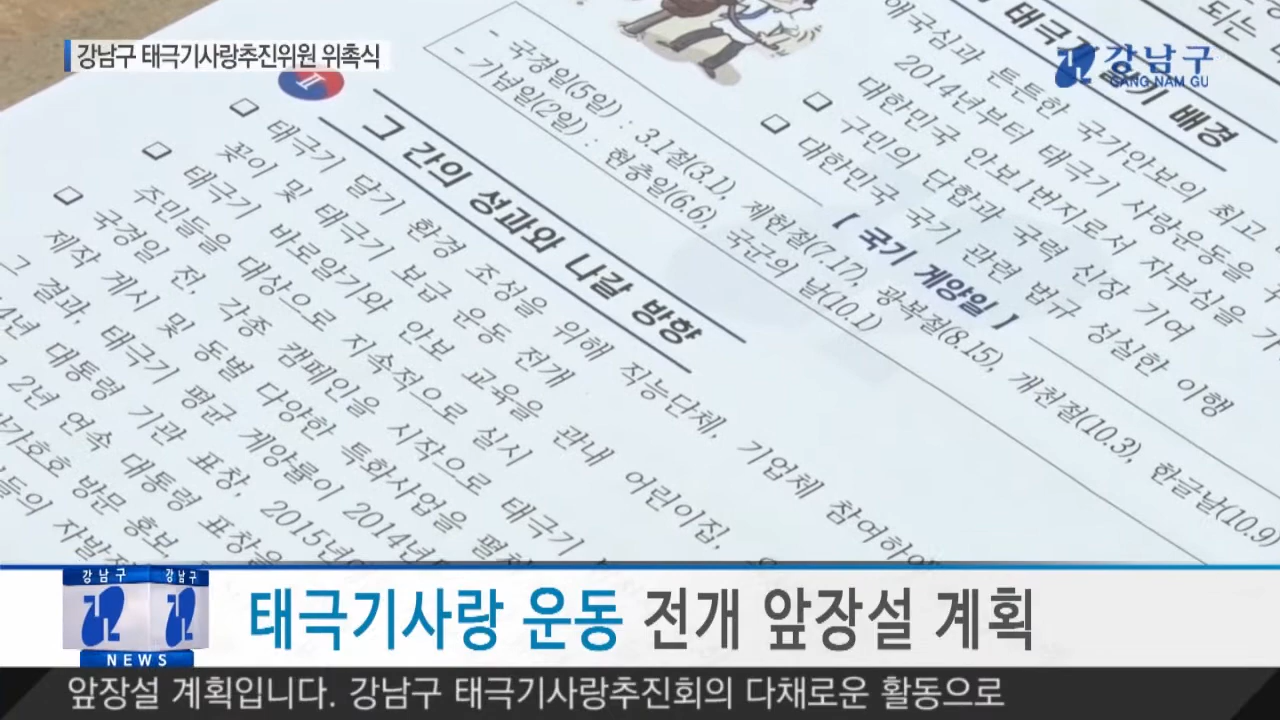 강남구 태극기사랑추진위원 위촉식
강남구
GANG NAM GU
되는
태극기
배경
애국심과 튼튼한 국가안보의 최고
2014년부터 태극기 사랑운동을
대한민국 안보1번지로서 자부심을
□ 구민의 단합과 국력 신장 기여
□ 대한민국 국기 관련 법규 성실한 이행
【 국기 게양일 】
- 국경일(5일) : 3.1절(3.1), 제헌절(7.17), 광복절(8.15), 개천절(10.3), 한글날(10.9)
- 기념일(2일) : 현충일(6.6), 국군의 날(10.1)
Ⅱ
그 간의 성과와 나갈 방향
□ 태극기 달기 환경 조성을 위해 직능단체, 기업체 참여하에
꽂이 및 태극기 보급 운동 전개
□ 태극기 바로알기와 안보 교육을 관내 어린이집,
주민들을 대상으로 지속적으로 실시
□ 국경일 전, 각종 캠페인을 시작으로 태극기
제작 게시 및 동별 다양한 특화사업을 펼쳐
그 결과, 태극기 평균 게양률이 2014년
대통령 기관 표창, 2015년
2년 연속 대통령 표창을
방문 홍보,
들의
강남구
강남구
NEWS
태극기사랑 운동 전개 앞장설 계획
앞장설 계획입니다. 강남구 태극기사랑추진회의 다채로운 활동으로